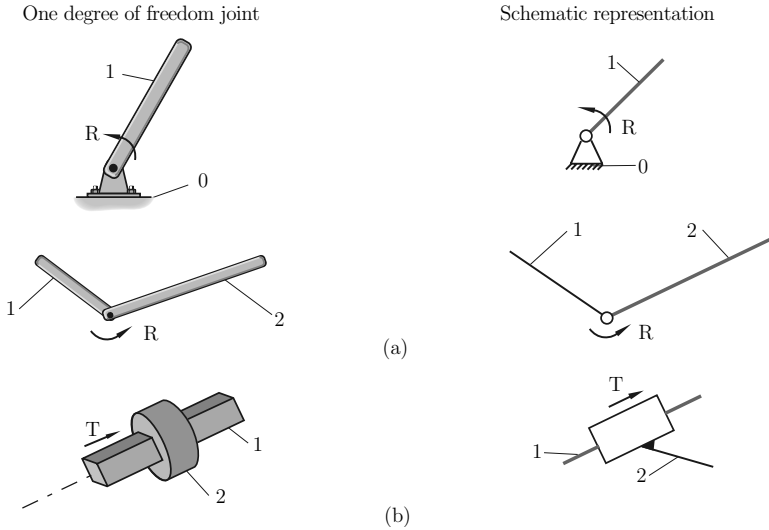 One degree of freedom joint
Schematic representation
1
R
0
1
R
0
1
2
R
1
2
R
(a)
T
1
2
T
1
2
(b)